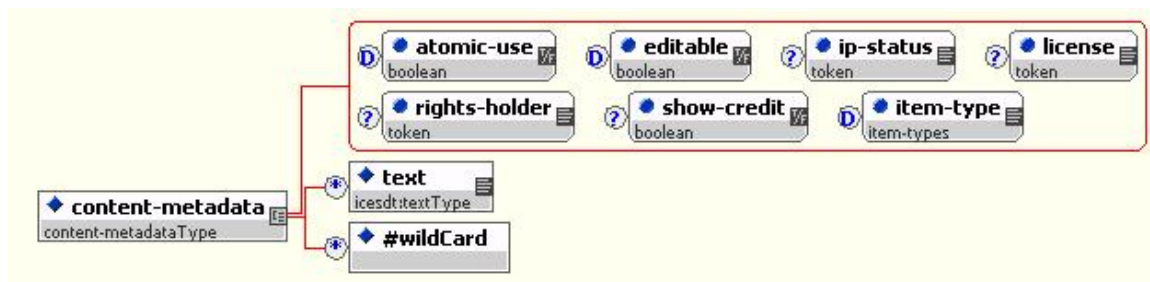 D atomic-use D editable ? ip-status ? license
boolean boolean token token
? rights-holder ? show-credit D item-type
token boolean item-types
* text
icesdt:textType
content-metadata
content-metadataType
* #wildCard